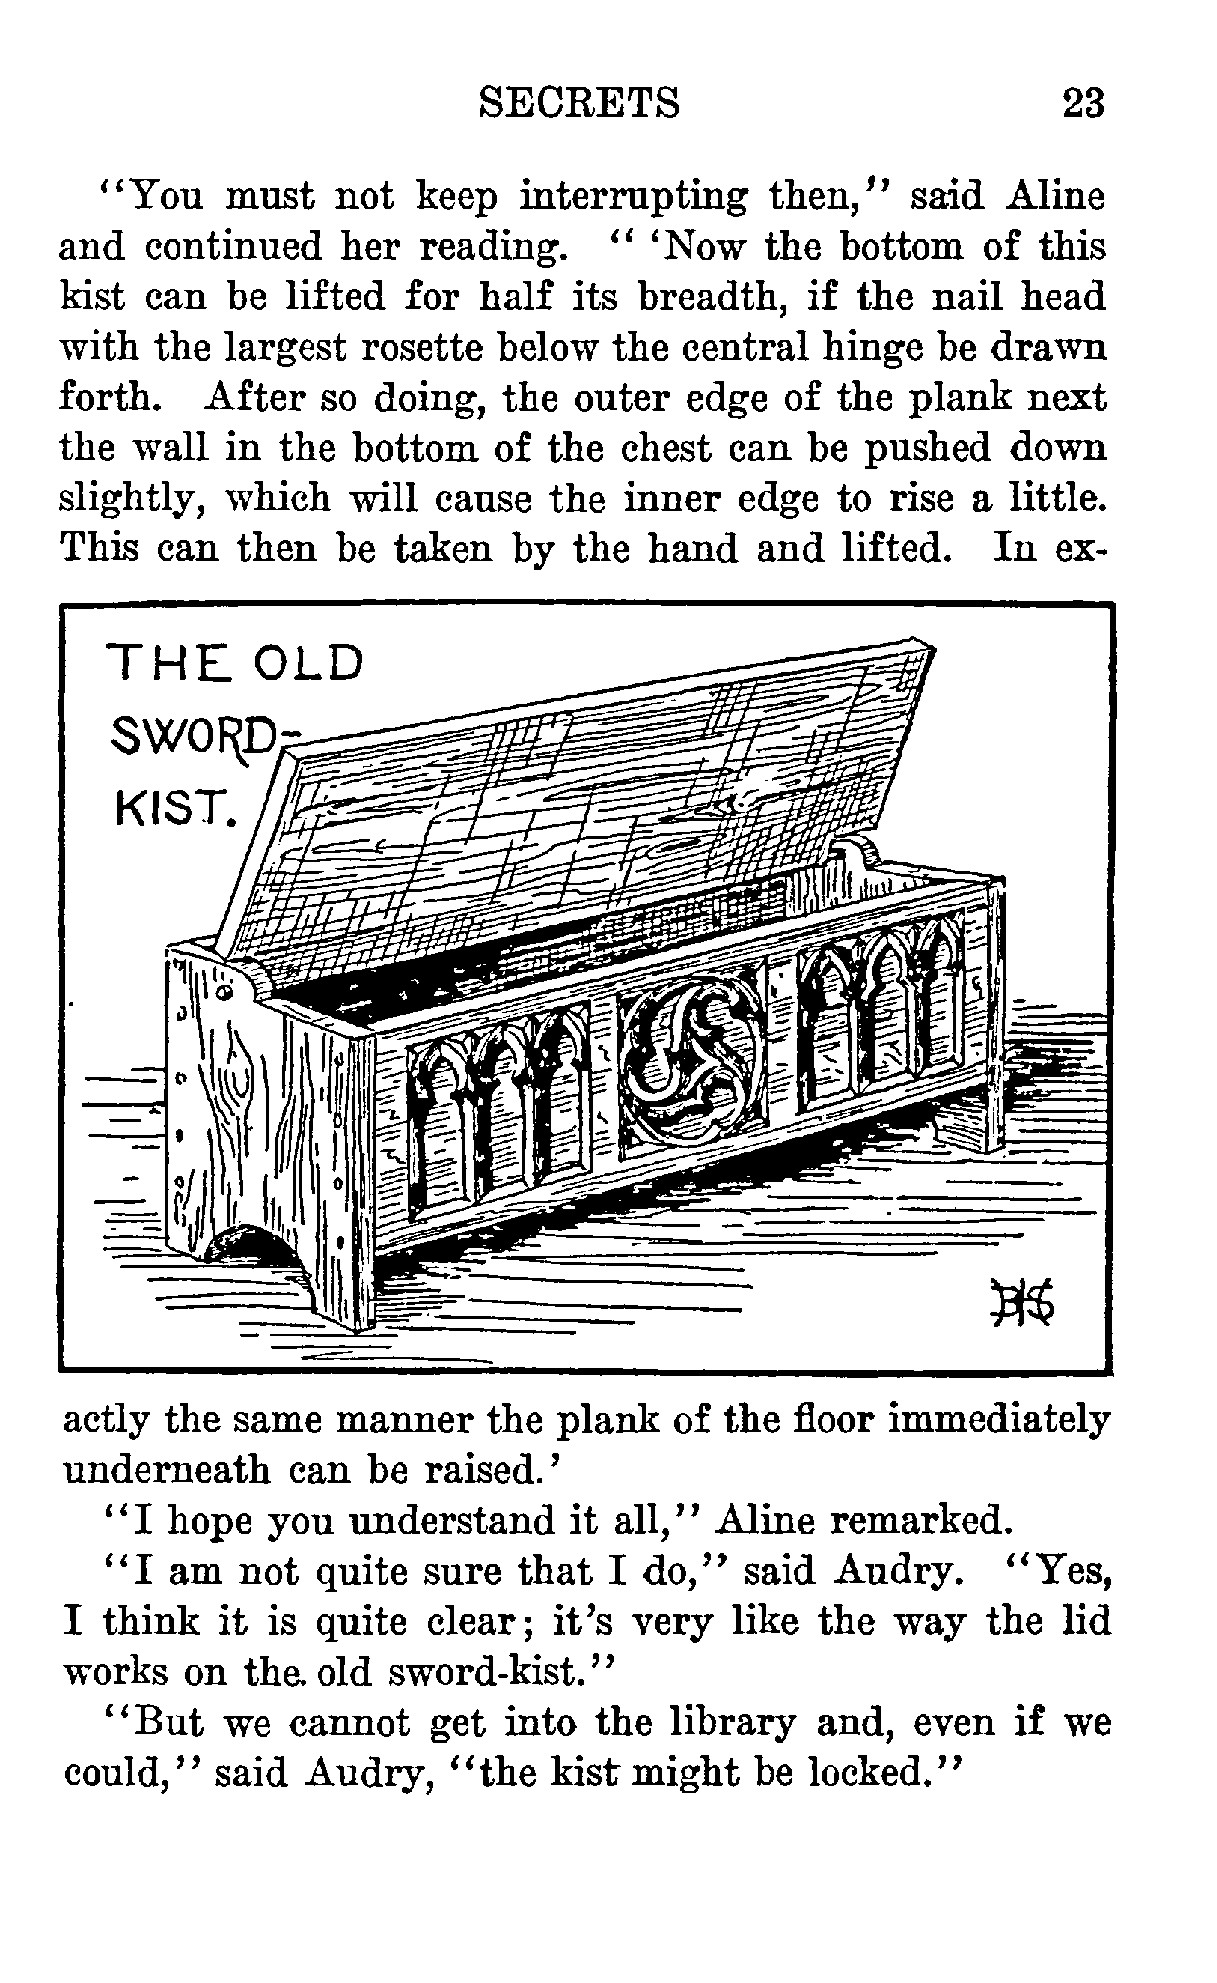 SECRETS 23
"You must not keep interrupting then," said Aline
and continued her reading. " 'Now the bottom of this
kist can be lifted for half its breadth, if the nail head
with the largest rosette below the central hinge be drawn
forth. After so doing, the outer edge of the plank next
the wall in the bottom of the chest can be pushed down
slightly, which will cause the inner edge to rise a little.
This can then be taken by the hand and lifted. In ex-
THE OLD
SWORD-
KIST.
BHS
actly the same manner the plank of the floor immediately
underneath can be raised.'
"I hope you understand it all," Aline remarked.
"I am not quite sure that I do," said Audry. "Yes,
I think it is quite clear; it's very like the way the lid
works on the. old sword-kist."
"But we cannot get into the library and, even if we
could," said Audry, "the kist might be locked."